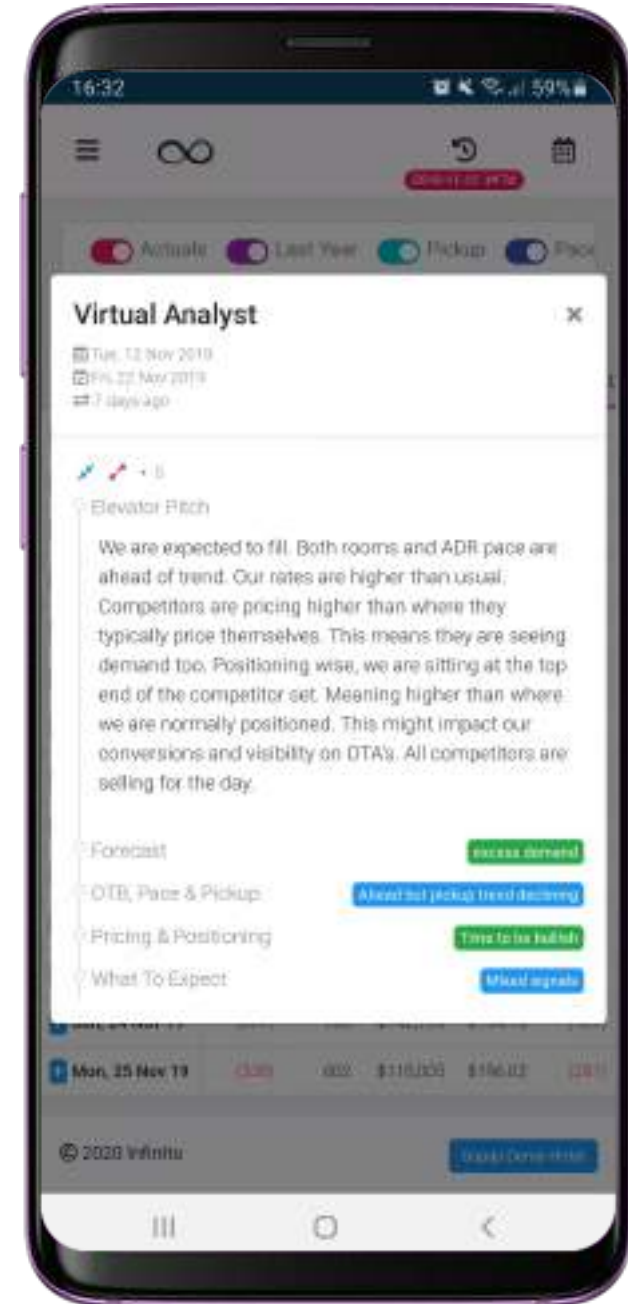 16:32
59%
Actuals
Last Year
Pickup
Pace
Virtual Analyst
Tue, 12 Nov 2019
Fri, 22 Nov 2019
7 days ago
Elevator Pitch
We are expected to fill. Both rooms and ADR pace are
ahead of trend. Our rates are higher than usual.
Competitors are pricing higher than where they
typically price themselves. This means they are seeing
demand too. Positioning wise, we are sitting at the top
end of the competitor set. Meaning higher than where
we are normally positioned. This might impact our
conversions and visibility on OTA's. All competitors are
selling for the day.
Forecast
excess demand
OTB, Pace & Pickup
Ahead but pickup trend declining
Pricing & Positioning
Time to be bullish
What To Expect
Mixed signals
Mon, 25 Nov 19
© 2020 Infinitu